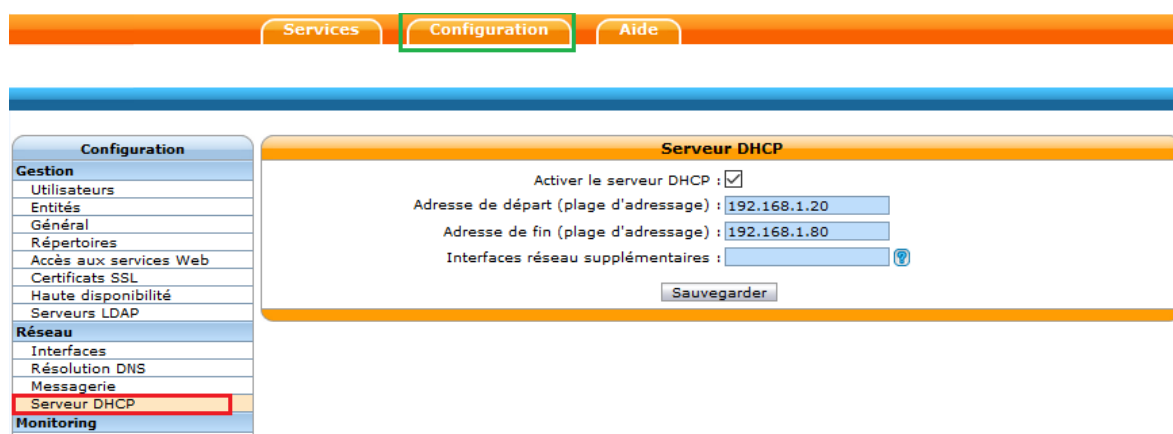 Services Configuration Aide
Configuration
Gestion
Utilisateurs
Entités
Général
Répertoires
Accès aux services Web
Certificats SSL
Haute disponibilité
Serveurs LDAP
Réseau
Interfaces
Résolution DNS
Messagerie
Serveur DHCP
Monitoring
Serveur DHCP
Activer le serveur DHCP :
Adresse de départ (plage d'adressage) : 192.168.1.20
Adresse de fin (plage d'adressage) : 192.168.1.80
Interfaces réseau supplémentaires : ?
Sauvegarder